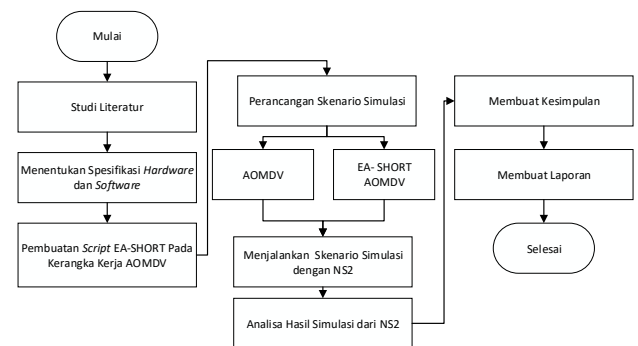 Mulai
Studi Literatur
Menentukan Spesifikasi Hardware
dan Software
Pembuatan Script EA-SHORT Pada
Kerangka Kerja AOMDV
Perancangan Skenario Simulasi
AOMDV
EA- SHORT
AOMDV
Menjalankan Skenario Simulasi
dengan NS2
Analisa Hasil Simulasi dari NS2
Membuat Kesimpulan
Membuat Laporan
Selesai